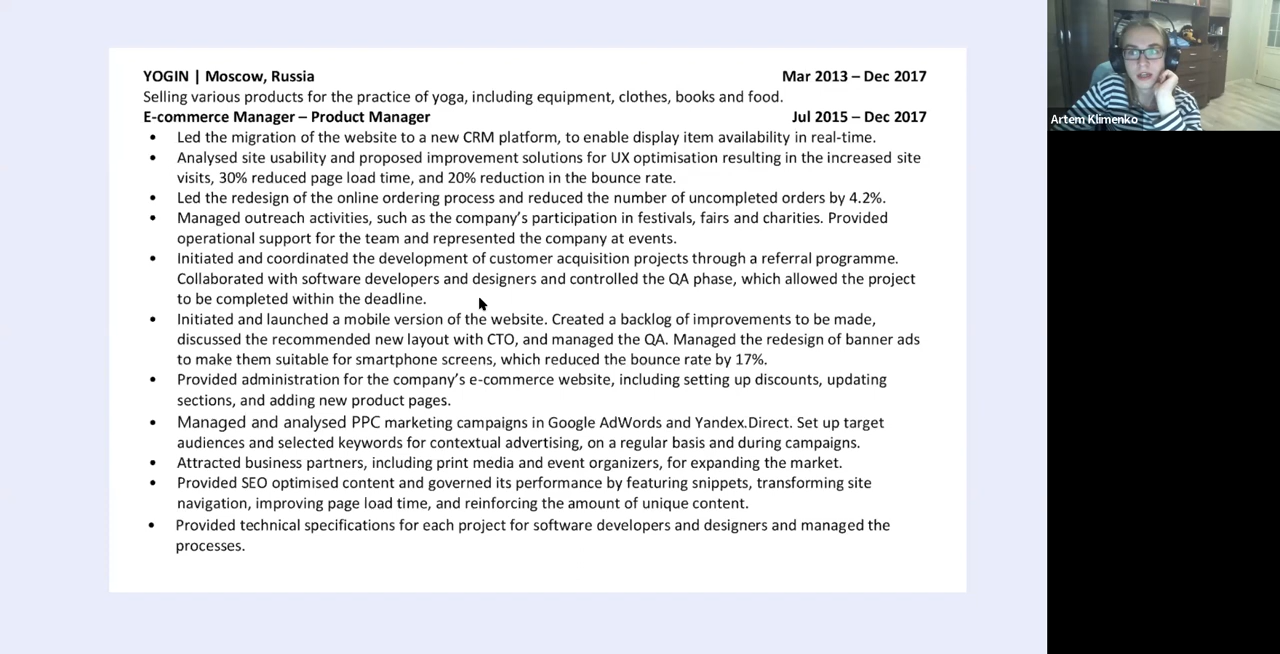 YOGIN | Moscow, Russia Mar 2013 – Dec 2017
Selling various products for the practice of yoga, including equipment, clothes, books and food.
E-commerce Manager – Product Manager Jul 2015 – Dec 2017
• Led the migration of the website to a new CRM platform, to enable display item availability in real-time.
• Analysed site usability and proposed improvement solutions for UX optimisation resulting in the increased site
visits, 30% reduced page load time, and 20% reduction in the bounce rate.
• Led the redesign of the online ordering process and reduced the number of uncompleted orders by 4.2%.
• Managed outreach activities, such as the company's participation in festivals, fairs and charities. Provided
operational support for the team and represented the company at events.
• Initiated and coordinated the development of customer acquisition projects through a referral programme.
Collaborated with software developers and designers and controlled the QA phase, which allowed the project
to be completed within the deadline.
• Initiated and launched a mobile version of the website. Created a backlog of improvements to be made,
discussed the recommended new layout with CTO, and managed the QA. Managed the redesign of banner ads
to make them suitable for smartphone screens, which reduced the bounce rate by 17%.
• Provided administration for the company's e-commerce website, including setting up discounts, updating
sections, and adding new product pages.
• Managed and analysed PPC marketing campaigns in Google AdWords and Yandex.Direct. Set up target
audiences and selected keywords for contextual advertising, on a regular basis and during campaigns.
• Attracted business partners, including print media and event organizers, for expanding the market.
• Provided SEO optimised content and governed its performance by featuring snippets, transforming site
navigation, improving page load time, and reinforcing the amount of unique content.
• Provided technical specifications for each project for software developers and designers and managed the
processes.
Artem Klimenko